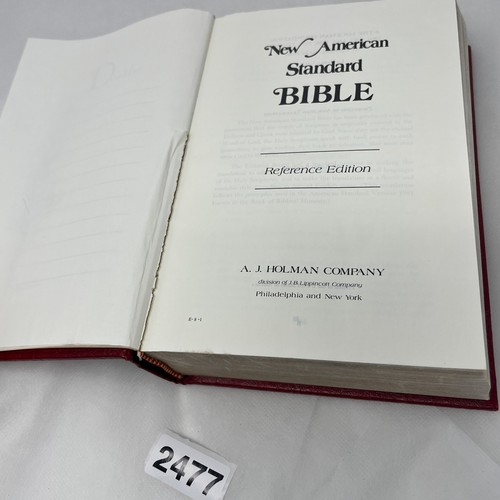 New American
Standard
BIBLE
Reference Edition
A. J. HOLMAN COMPANY
division of J.B. Lippincott Company
Philadelphia and New York
2477